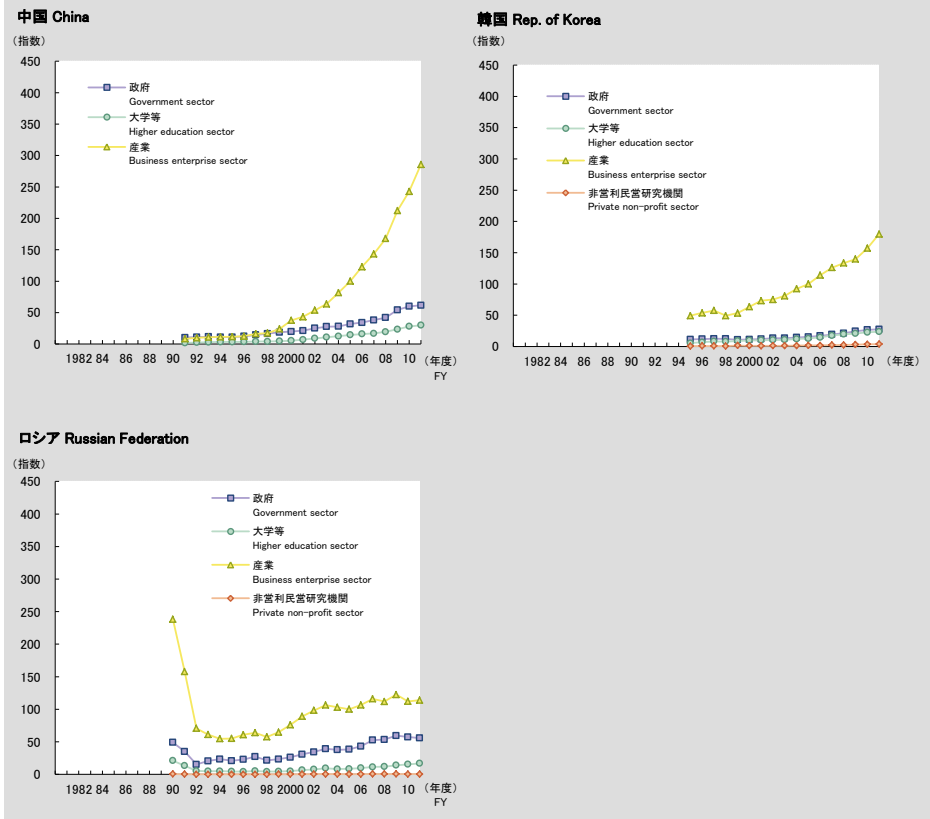 中国 China
（指数）
450
400
350
300
250
200
150
100
50
0
政府
Government sector
大学等
Higher education sector
産業
Business enterprise sector
1982 84 86 88 90 92 94 96 98 2000 02 04 06 08 10 （年度）
FY
韓国 Rep. of Korea
（指数）
450
400
350
300
250
200
150
100
50
0
政府
Government sector
大学等
Higher education sector
産業
Business enterprise sector
非営利民営研究機関
Private non-profit sector
1982 84 86 88 90 92 94 96 98 2000 02 04 06 08 10 （年度）
ロシア Russian Federation
（指数）
450
400
350
300
250
200
150
100
50
0
政府
Government sector
大学等
Higher education sector
産業
Business enterprise sector
非営利民営研究機関
Private non-profit sector
1982 84 86 88 90 92 94 96 98 2000 02 04 06 08 10 （年度）
FY